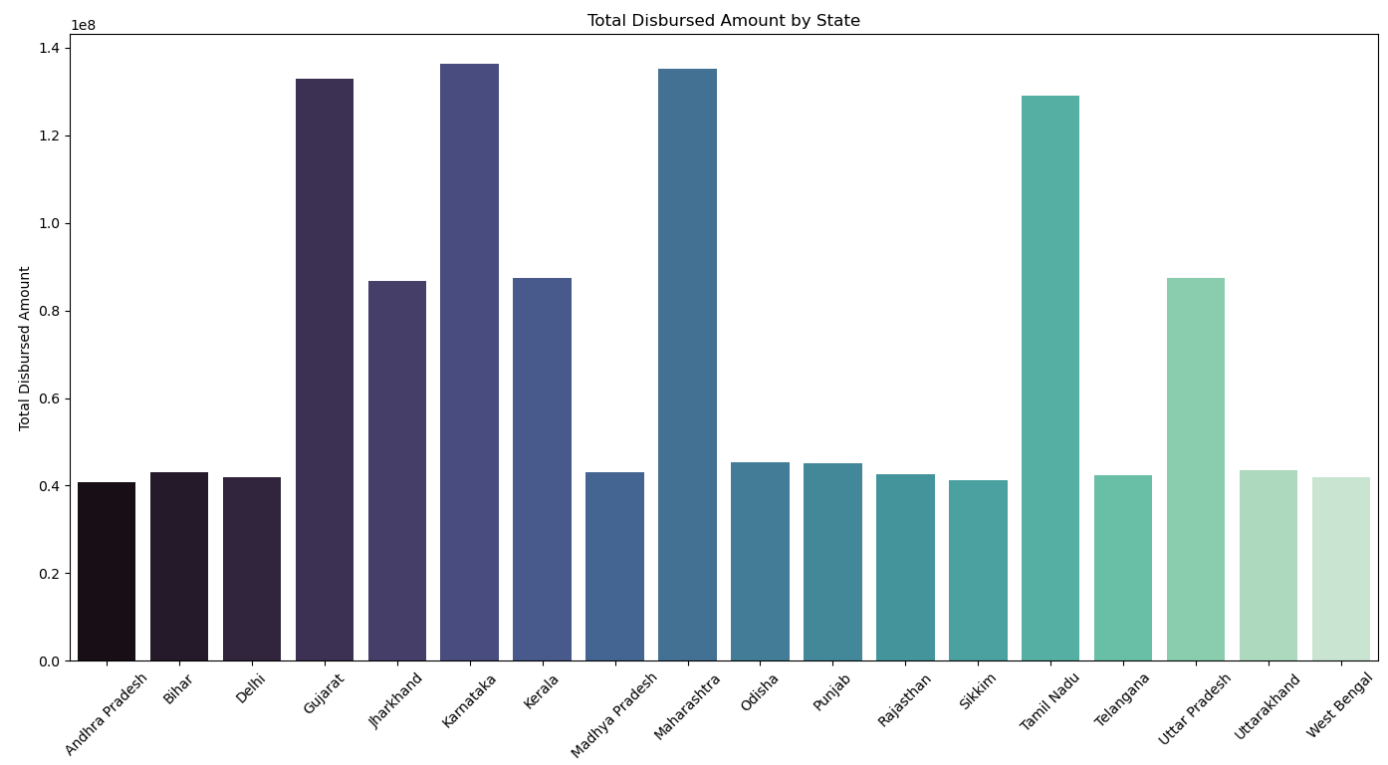 Total Disbursed Amount by State
1e8
1.4
1.2
1.0
0.8
0.6
0.4
0.2
0.0
Total Disbursed Amount
Andhra Pradesh
Bihar
Delhi
Gujarat
Jharkhand
Karnataka
Kerala
Madhya Pradesh
Maharashtra
Odisha
Punjab
Rajasthan
Sikkim
Tamil Nadu
Telangana
Uttar Pradesh
Uttarakhand
West Bengal